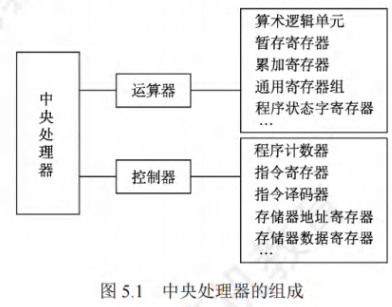 中央处理器
运算器
算术逻辑单元
暂存寄存器
累加寄存器
通用寄存器组
程序状态字寄存器
…
控制器
程序计数器
指令寄存器
指令译码器
存储器地址寄存器
存储器数据寄存器
…
图 5.1 中央处理器的组成